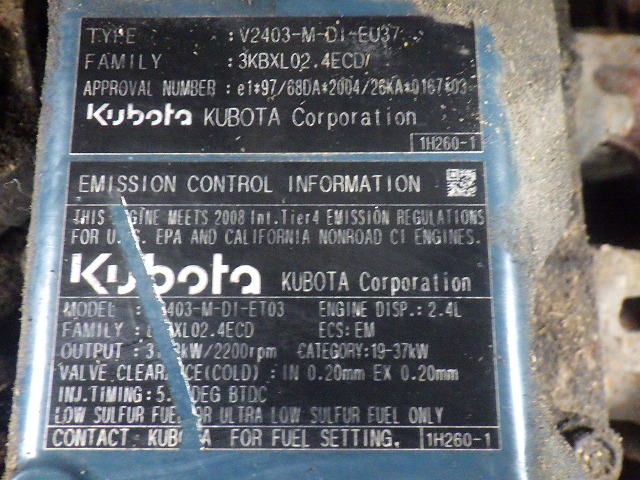 TYPE :V2403-M-DI-EU37
FAMILY :3KBXL02.4ECD
APPROVAL NUMBER :e1*97/68DA*2004/26KA*0167*03
Kubota KUBOTA Corporation
1H260-1
EMISSION CONTROL INFORMATION
THIS ENGINE MEETS 2008 Int.Tier4 EMISSION REGULATIONS
FOR U.S. EPA AND CALIFORNIA NONROAD CI ENGINES.
Kubota KUBOTA Corporation
MODEL : 2403-M-DI-ET03 ENGINE DISP.: 2.4L
FAMILY: BXL02.4ECD ECS: EM
OUTPUT : kW/2200rpm CATEGORY:19-37kW
VALVE CLEARANCE(COLD) : IN 0.20mm EX 0.20mm
INJ.TIMING: DEG BTDC
LOW SULFUR FUEL OR ULTRA LOW SULFUR FUEL ONLY
CONTACT KUBOTA FOR FUEL SETTING. 1H260-1